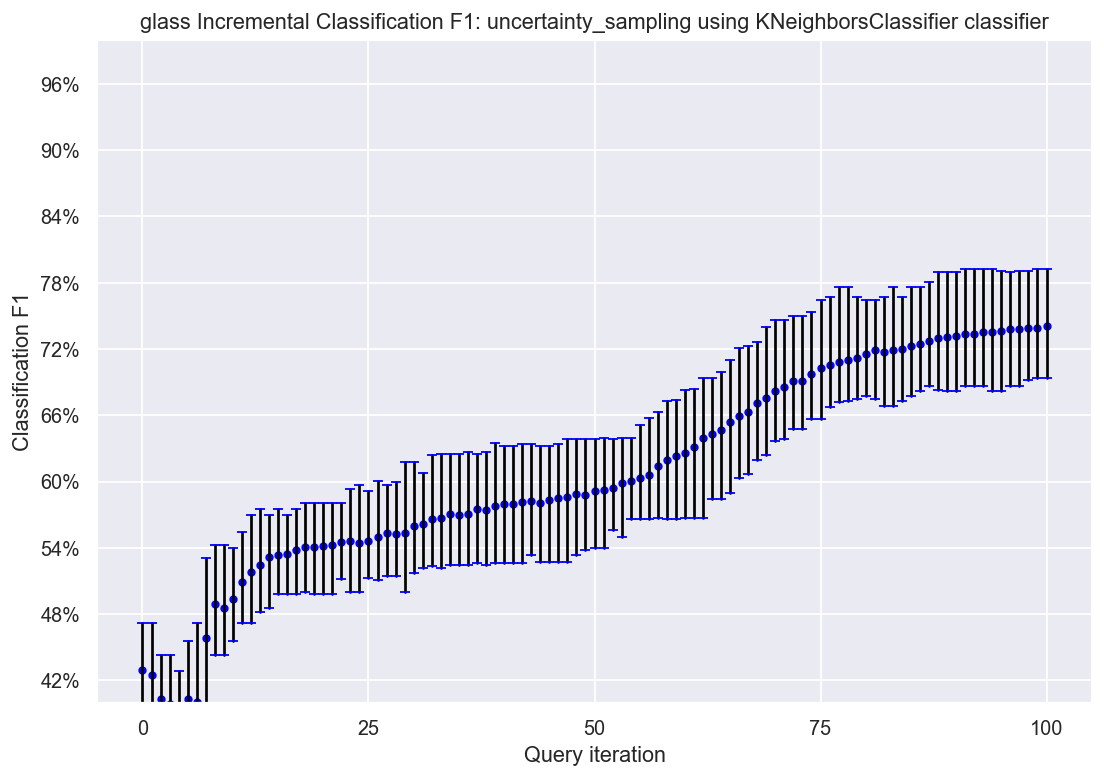 glass Incremental Classification F1: uncertainty_sampling using KNeighborsClassifier classifier
96%
90%
84%
78%
72%
66%
60%
54%
48%
42%
Classification F1
0 25 50 75 100
Query iteration